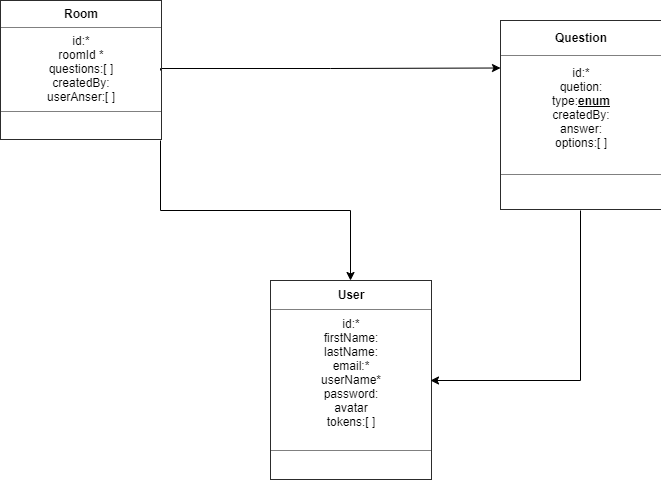 Room
id:*
roomId *
questions:[ ]
createdBy:
userAnser:[ ]
Question
id:*
quetion:
type:enum
createdBy:
answer:
options:[ ]
User
id:*
firstName:
lastName:
email:*
userName*
password:
avatar
tokens:[ ]